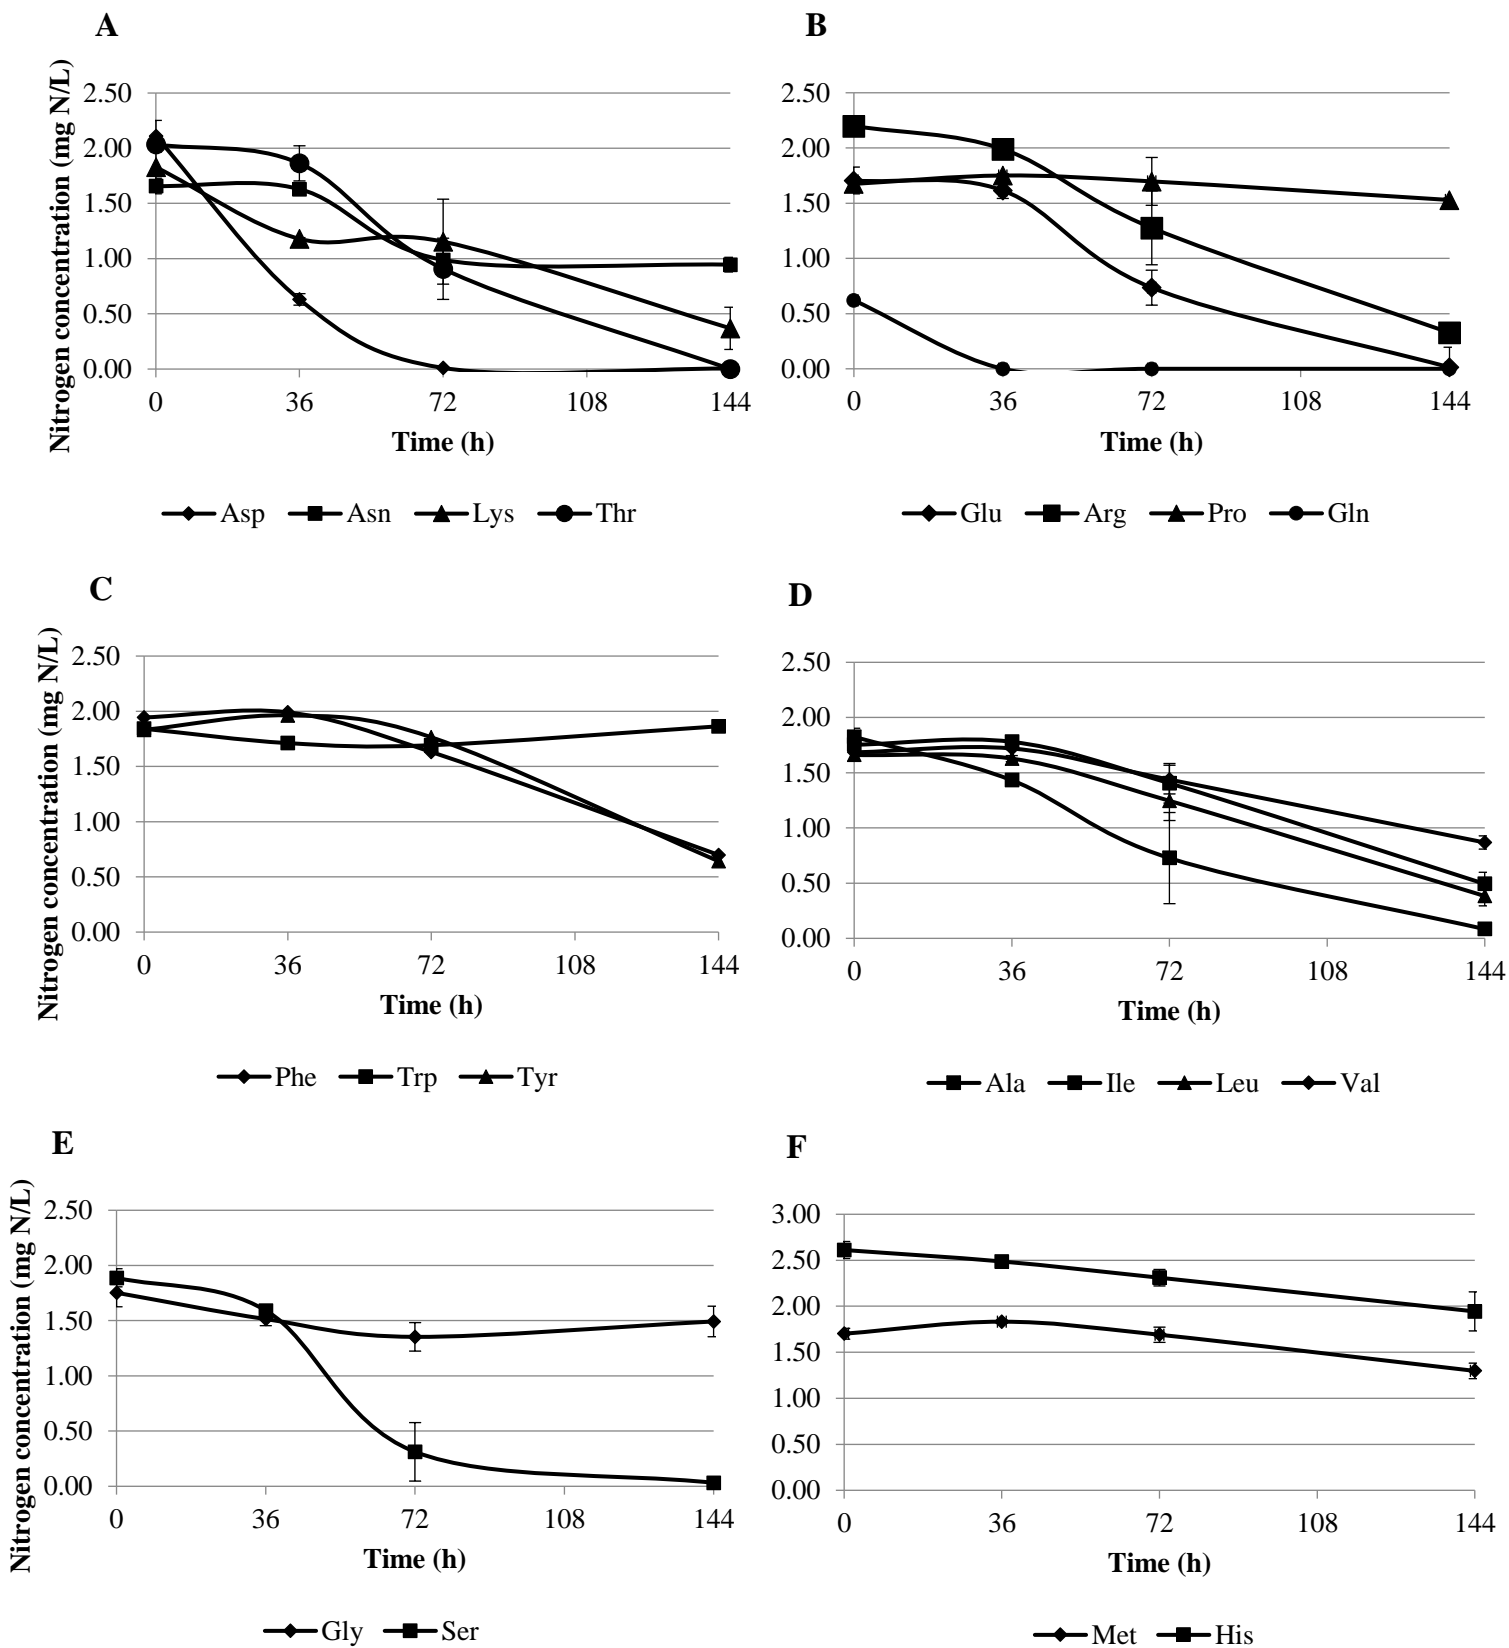 A
Nitrogen concentration (mg N/L)
2.50
2.00
1.50
1.00
0.50
0.00
0 36 72 108 144
Time (h)
Asp Asn Lys Thr
B
2.50
2.00
1.50
1.00
0.50
0.00
0 36 72 108 144
Time (h)
Glu Arg Pro Gln
C
Nitrogen concentration (mg N/L)
2.50
2.00
1.50
1.00
0.50
0.00
0 36 72 108 144
Time (h)
Phe Trp Tyr
D
2.50
2.00
1.50
1.00
0.50
0.00
0 36 72 108 144
Time (h)
Ala Ile Leu Val
E
Nitrogen concentration (mg N/L)
2.50
2.00
1.50
1.00
0.50
0.00
0 36 72 108 144
Time (h)
Gly Ser
F
3.00
2.50
2.00
1.50
1.00
0.50
0.00
0 36 72 108 144
Time (h)
Met His